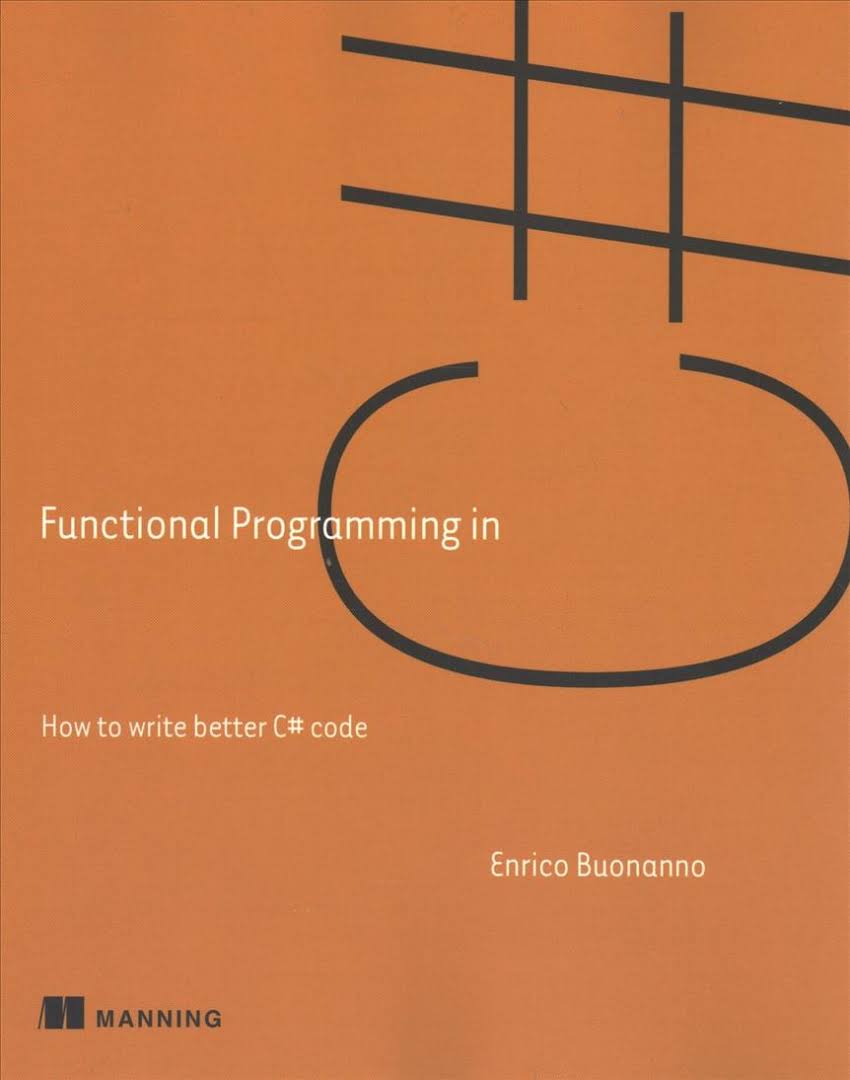 Functional Programming in
How to write better C# code
Enrico Buonanno
MANNING